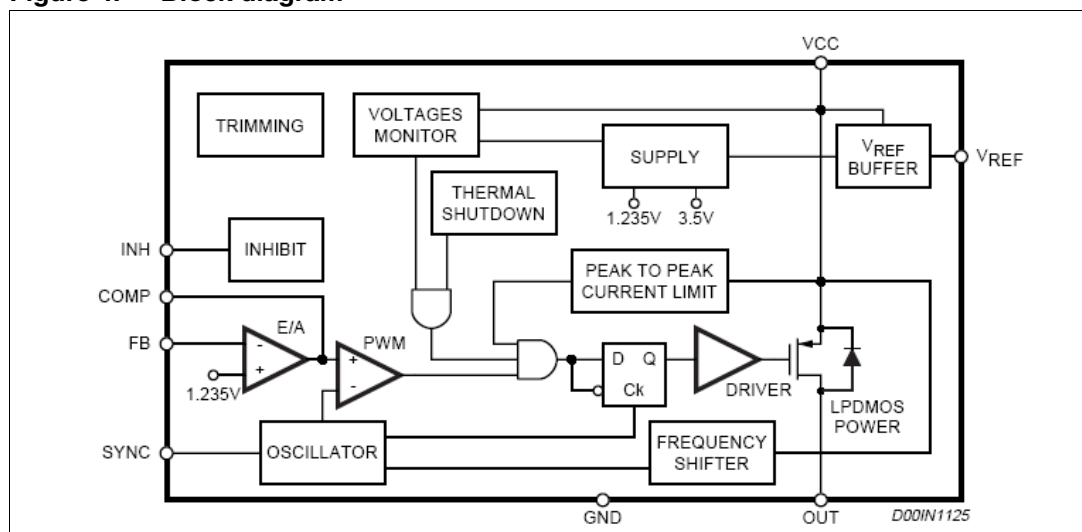 Figure 4. Block diagram
VCC
TRIMMING
VOLTAGES
MONITOR
SUPPLY
VREF
BUFFER
VREF
1.235V
3.5V
THERMAL
SHUTDOWN
INH
INHIBIT
PEAK TO PEAK
CURRENT LIMIT
COMP
FB
E/A
-
+
1.235V
PWM
+
-
D Q
Ck
DRIVER
LPDMOS
POWER
SYNC
OSCILLATOR
FREQUENCY
SHIFTER
GND
OUT
D00IN1125